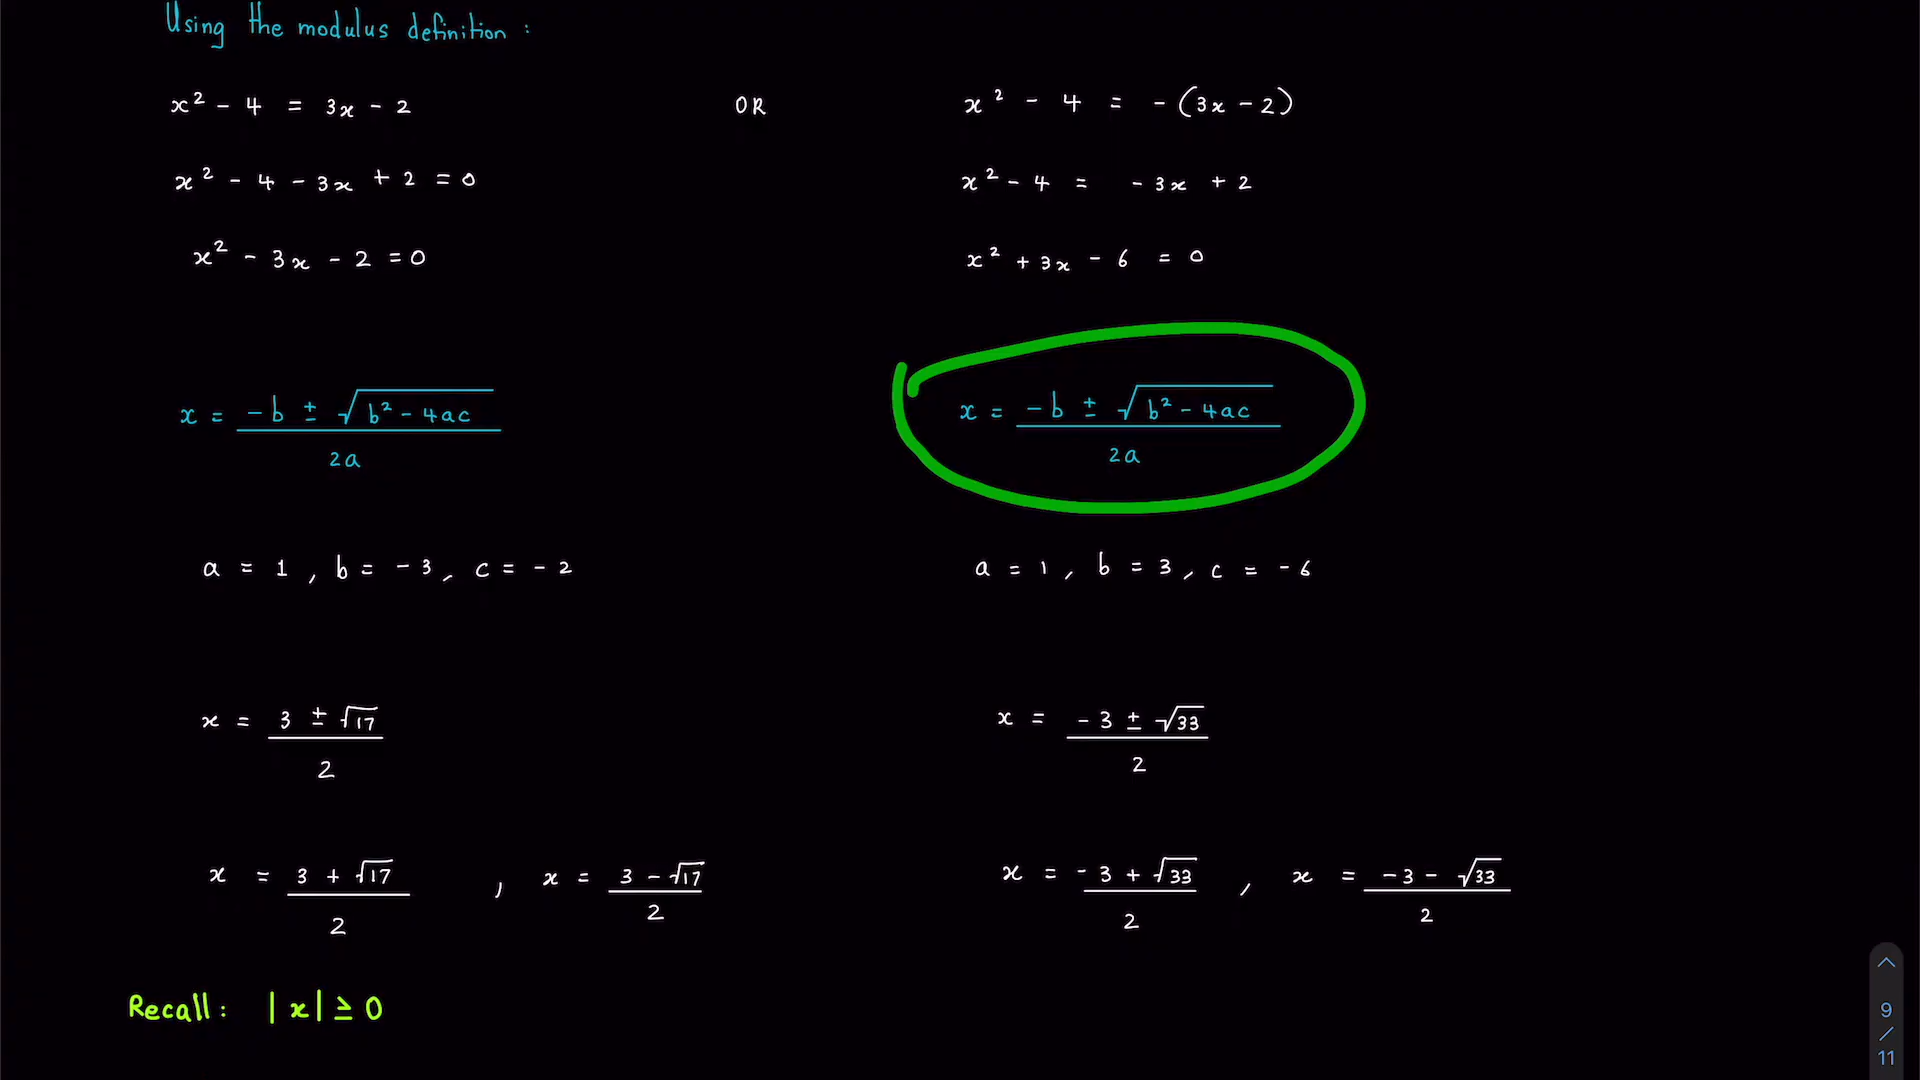 Using the modulus definition :
x² - 4 = 3x - 2 OR x² - 4 = -(3x - 2)
x² - 4 - 3x + 2 = 0 x² - 4 = -3x + 2
x² - 3x - 2 = 0 x² + 3x - 6 = 0
x = (-b ± √(b² - 4ac))/2a x = (-b ± √(b² - 4ac))/2a
a = 1 , b = -3 , c = -2 a = 1 , b = 3 , c = -6
x = (3 ± √17)/2 x = (-3 ± √33)/2
x = (3 + √17)/2 , x = (3 - √17)/2 x = (-3 + √33)/2 , x = (-3 - √33)/2
Recall : |x| ≥ 0
9
/
11